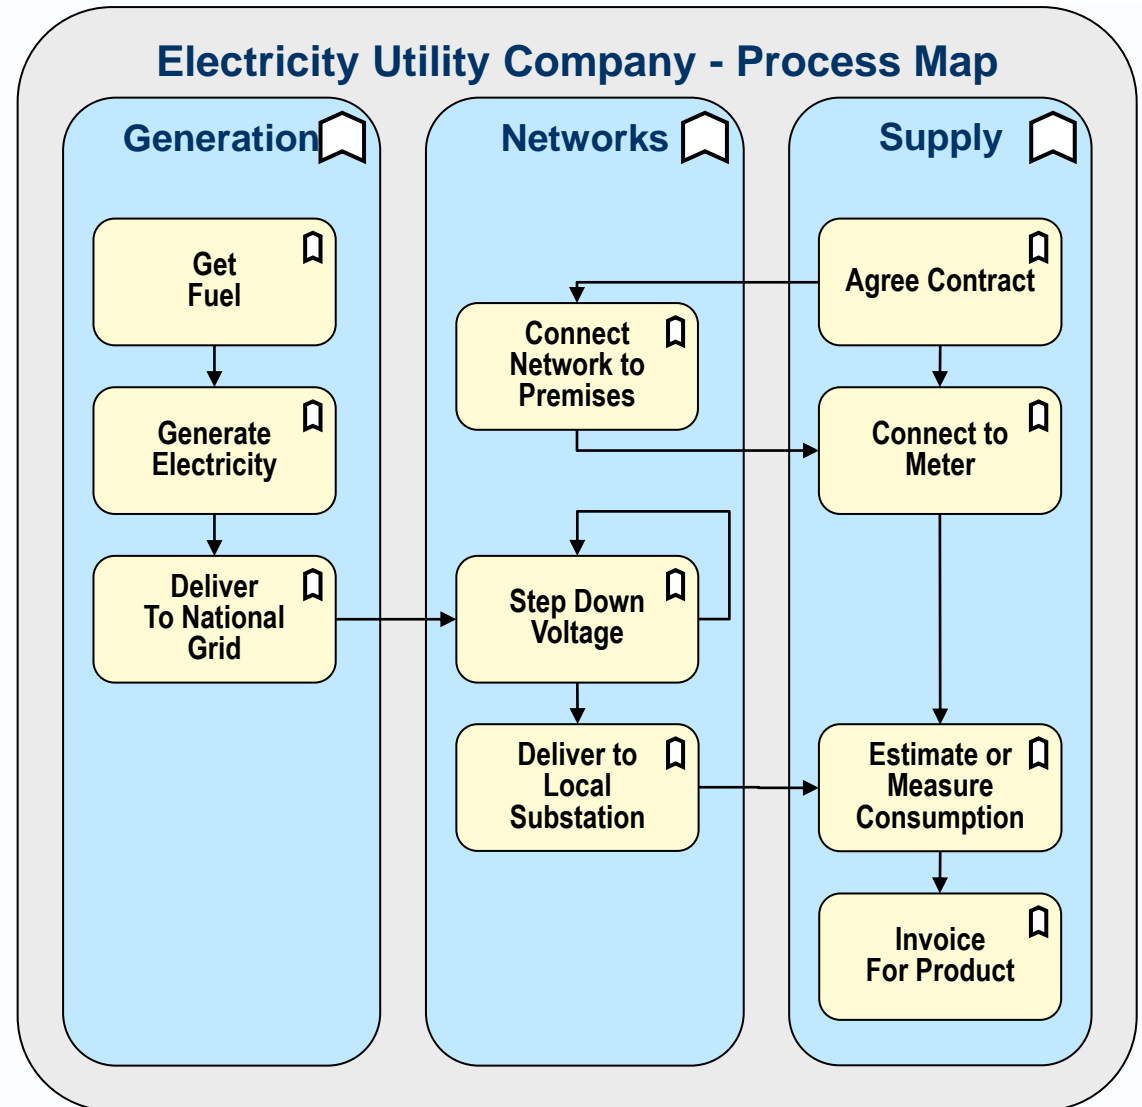 Electricity Utility Company - Process Map
Generation
Get
Fuel
Generate
Electricity
Deliver
To National
Grid
Networks
Connect
Network to
Premises
Step Down
Voltage
Deliver to
Local
Substation
Supply
Agree Contract
Connect to
Meter
Estimate or
Measure
Consumption
Invoice
For Product